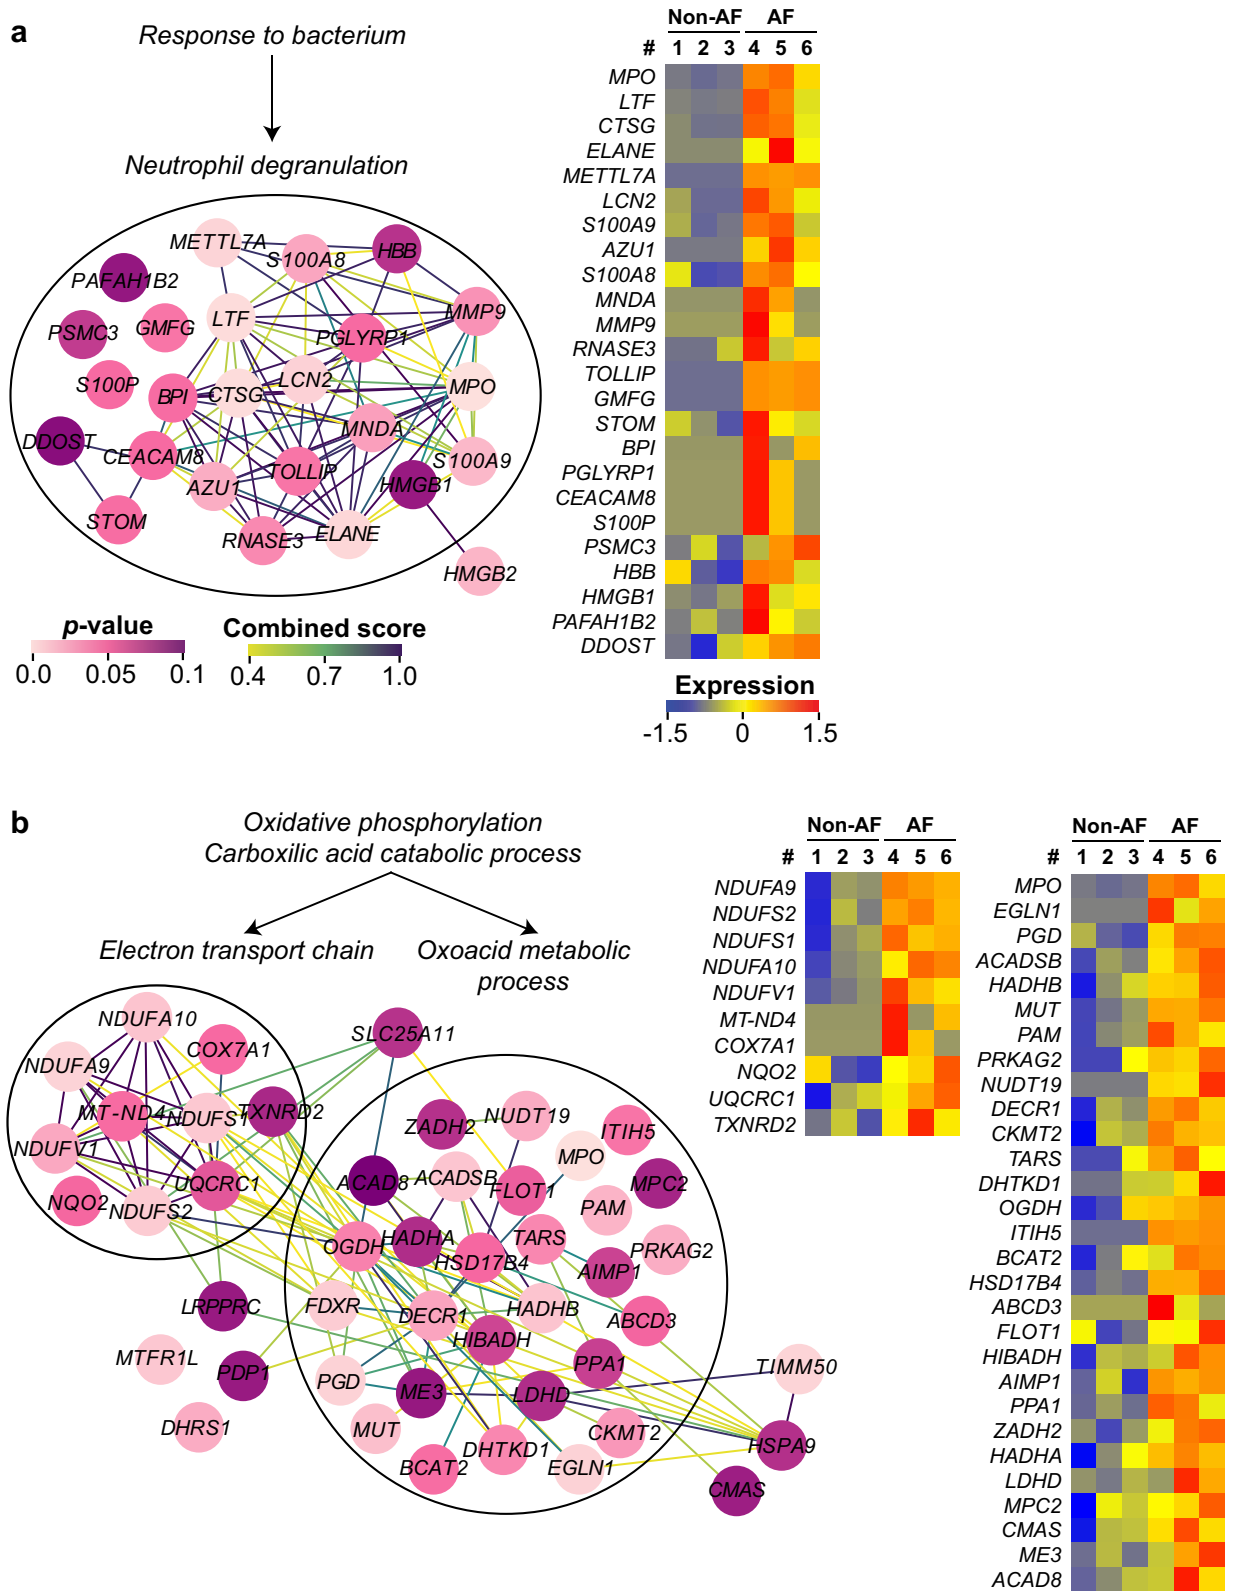 a
Response to bacterium
Neutrophil degranulation
METTL7A
S100A8
HBB
PAFAH1B2
PSMC3
GMFG
LTF
PGLYRP1
MMP9
S100P
BPI
CTSG
LCN2
MPO
DDOST
CEACAM8
MNDA
S100A9
AZU1
TOLLIP
HMGB1
STOM
RNASE3
ELANE
HMGB2
p-value
0.0 0.05 0.1
Combined score
0.4 0.7 1.0
Non-AF AF
# 1 2 3 4 5 6
MPO
LTF
CTSG
ELANE
METTL7A
LCN2
S100A9
AZU1
S100A8
MNDA
MMP9
RNASE3
TOLLIP
GMFG
STOM
BPI
PGLYRP1
CEACAM8
S100P
PSMC3
HBB
HMGB1
PAFAH1B2
DDOST
Expression
-1.5 0 1.5
b
Oxidative phosphorylation
Carboxilic acid catabolic process
Electron transport chain
Oxoacid metabolic
process
NDUFA10
NDUFA9
COX7A1
MT-ND4
NDUFS1
TXNRD2
NDUFV1
NQO2
NDUFS2
UQCRC1
SLC25A11
ZADH2
NUDT19
ITIH5
MPO
ACAD8
ACADSB
FLOT1
MPC2
PAM
OGDH
HADHA
HSD17B4
TARS
PRKAG2
AIMP1
LRPPRC
FDXR
DECR1
HADHB
ABCD3
HIBADH
MTFR1L
PDP1
PGD
ME3
LDHD
PPA1
TIMM50
DHRS1
MUT
BCAT2
DHTKD1
CKMT2
EGLN1
HSPA9
CMAS
Non-AF AF
# 1 2 3 4 5 6
NDUFA9
NDUFS2
NDUFS1
NDUFA10
NDUFV1
MT-ND4
COX7A1
NQO2
UQCRC1
TXNRD2
Non-AF AF
# 1 2 3 4 5 6
MPO
EGLN1
PGD
ACADSB
HADHB
MUT
PAM
PRKAG2
NUDT19
DECR1
CKMT2
TARS
DHTKD1
OGDH
ITIH5
BCAT2
HSD17B4
ABCD3
FLOT1
HIBADH
AIMP1
PPA1
ZADH2
HADHA
LDHD
MPC2
CMAS
ME3
ACAD8